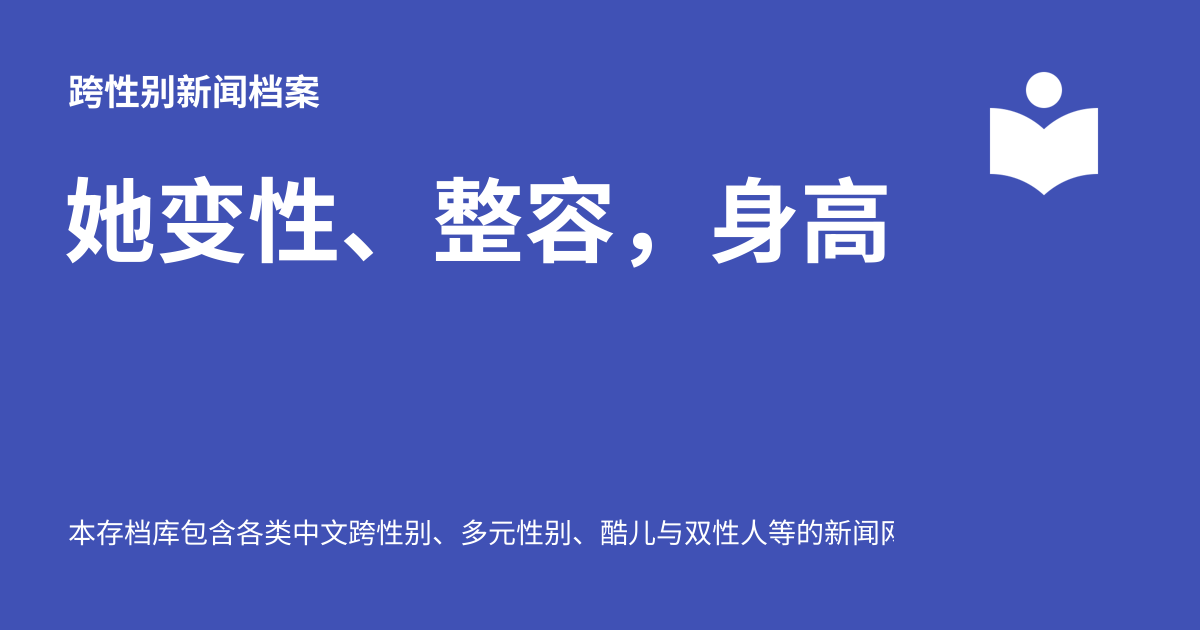 跨性别新闻档案
她变性、整容，身高
本存档库包含各类中文跨性别、多元性别、酷儿与双性人等的新闻网